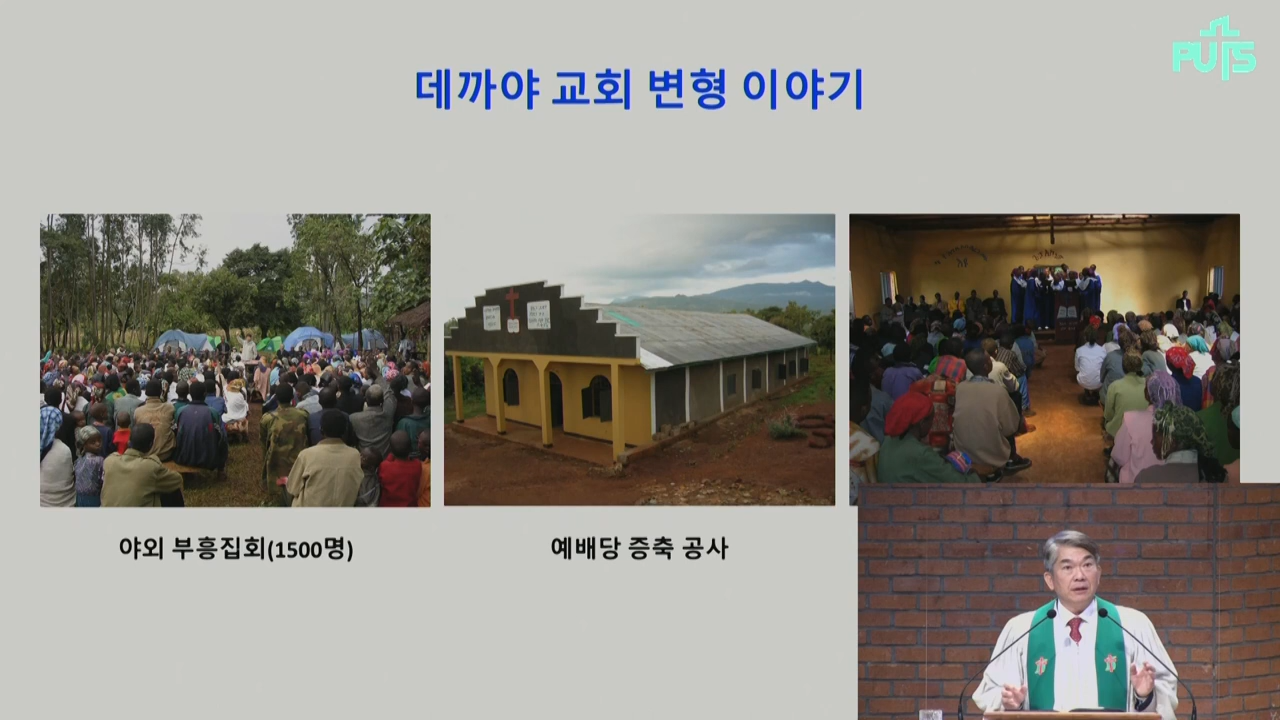 PUTS
데까야 교회 변형 이야기
야외 부흥집회(1500명)
예배당 증축 공사